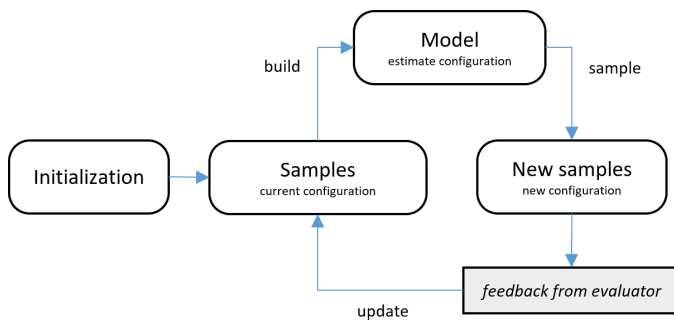 Model
estimate configuration
build
sample
Initialization
Samples
current configuration
New samples
new configuration
feedback from evaluator
update